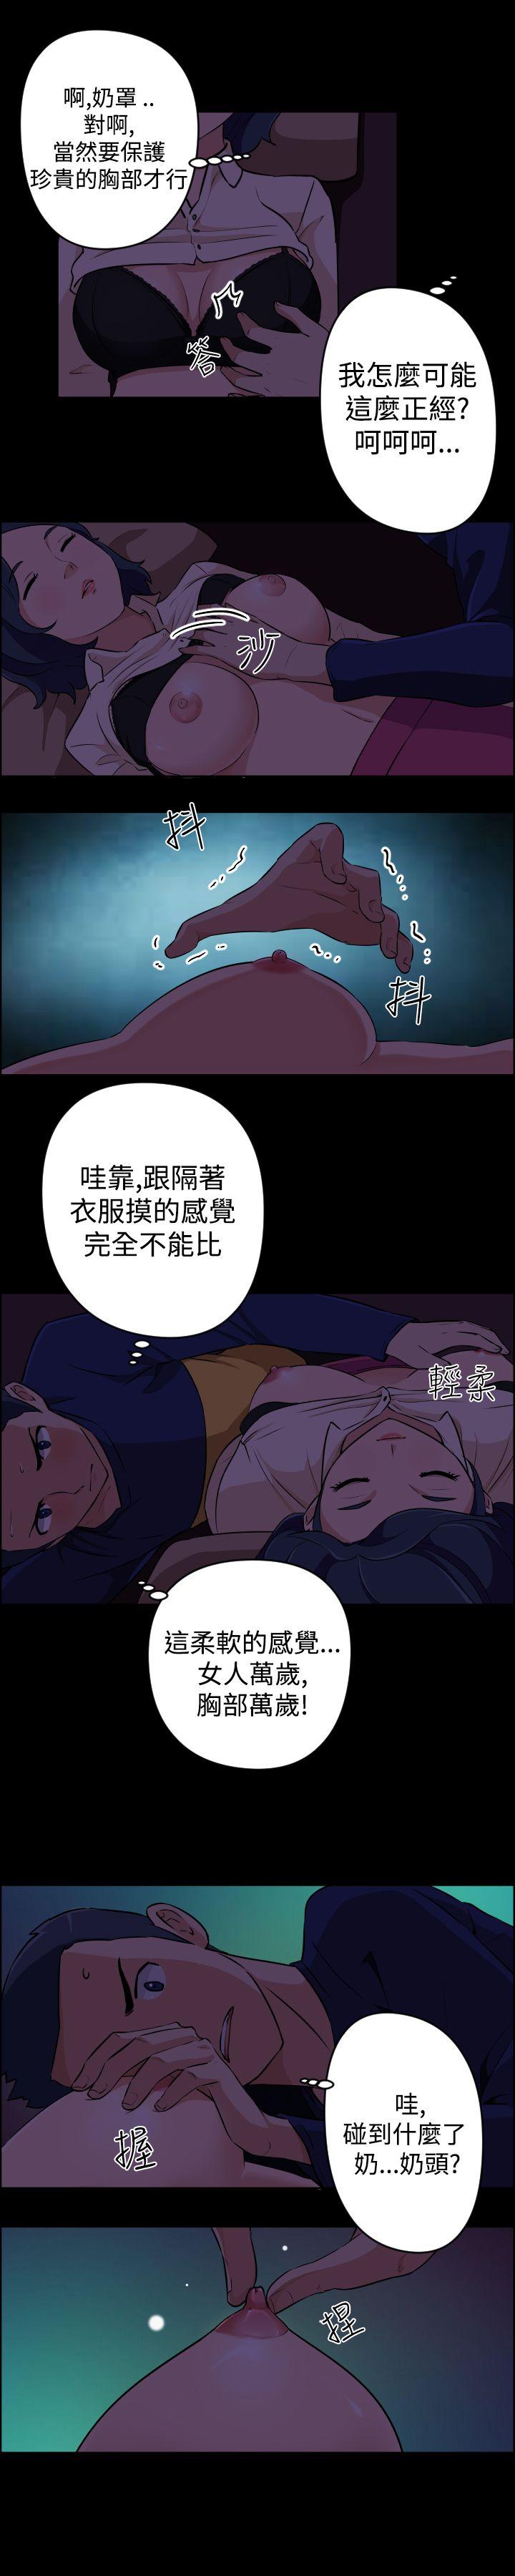 啊,奶罩 ..
對啊,
當然要保護
珍貴的胸部才行
答
我怎麼可能
這麼正經?
呵呵呵...
沙
抖
抖
哇靠,跟隔著
衣服摸的感覺
完全不能比
輕柔
這柔軟的感覺...
女人萬歲,
胸部萬歲!
哇,
碰到什麼了
奶...奶頭?
握
捏